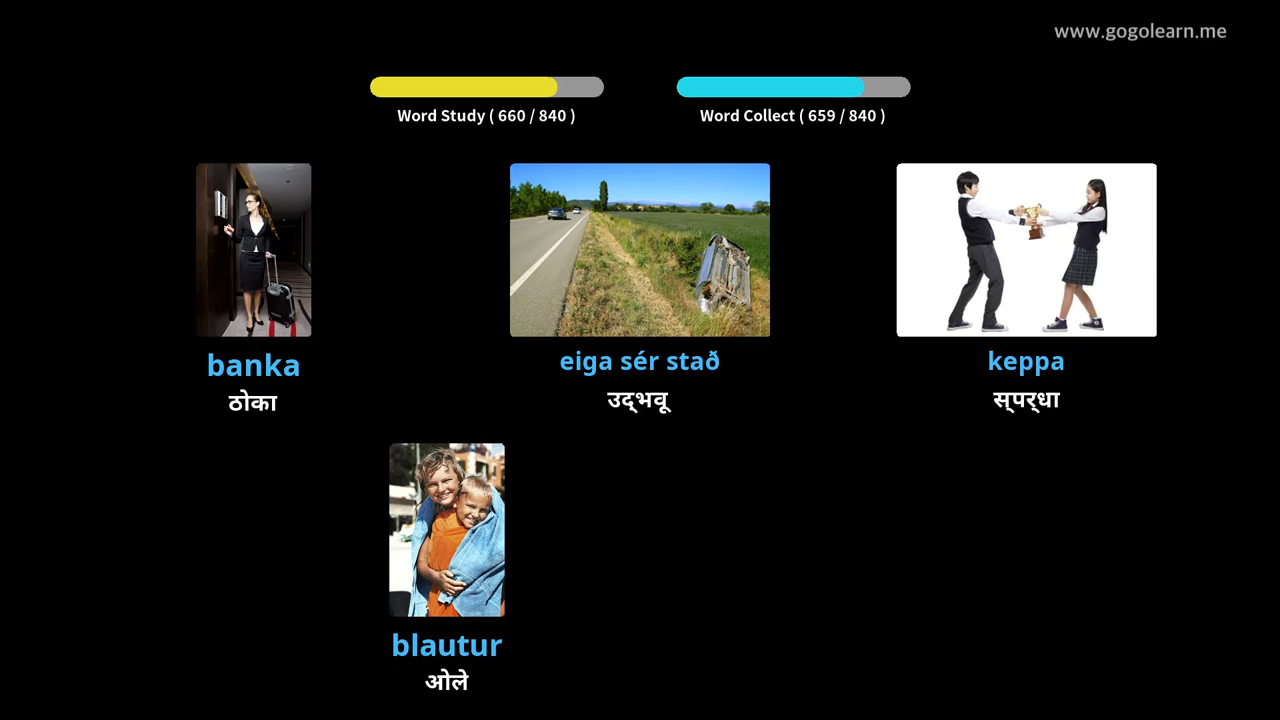 www.gogolearn.me
Word Study ( 660 / 840 )
Word Collect ( 659 / 840 )
banka
ठोका
eiga sér stað
उद्‍भवू
keppa
स्पर्धा
blautur
ओले